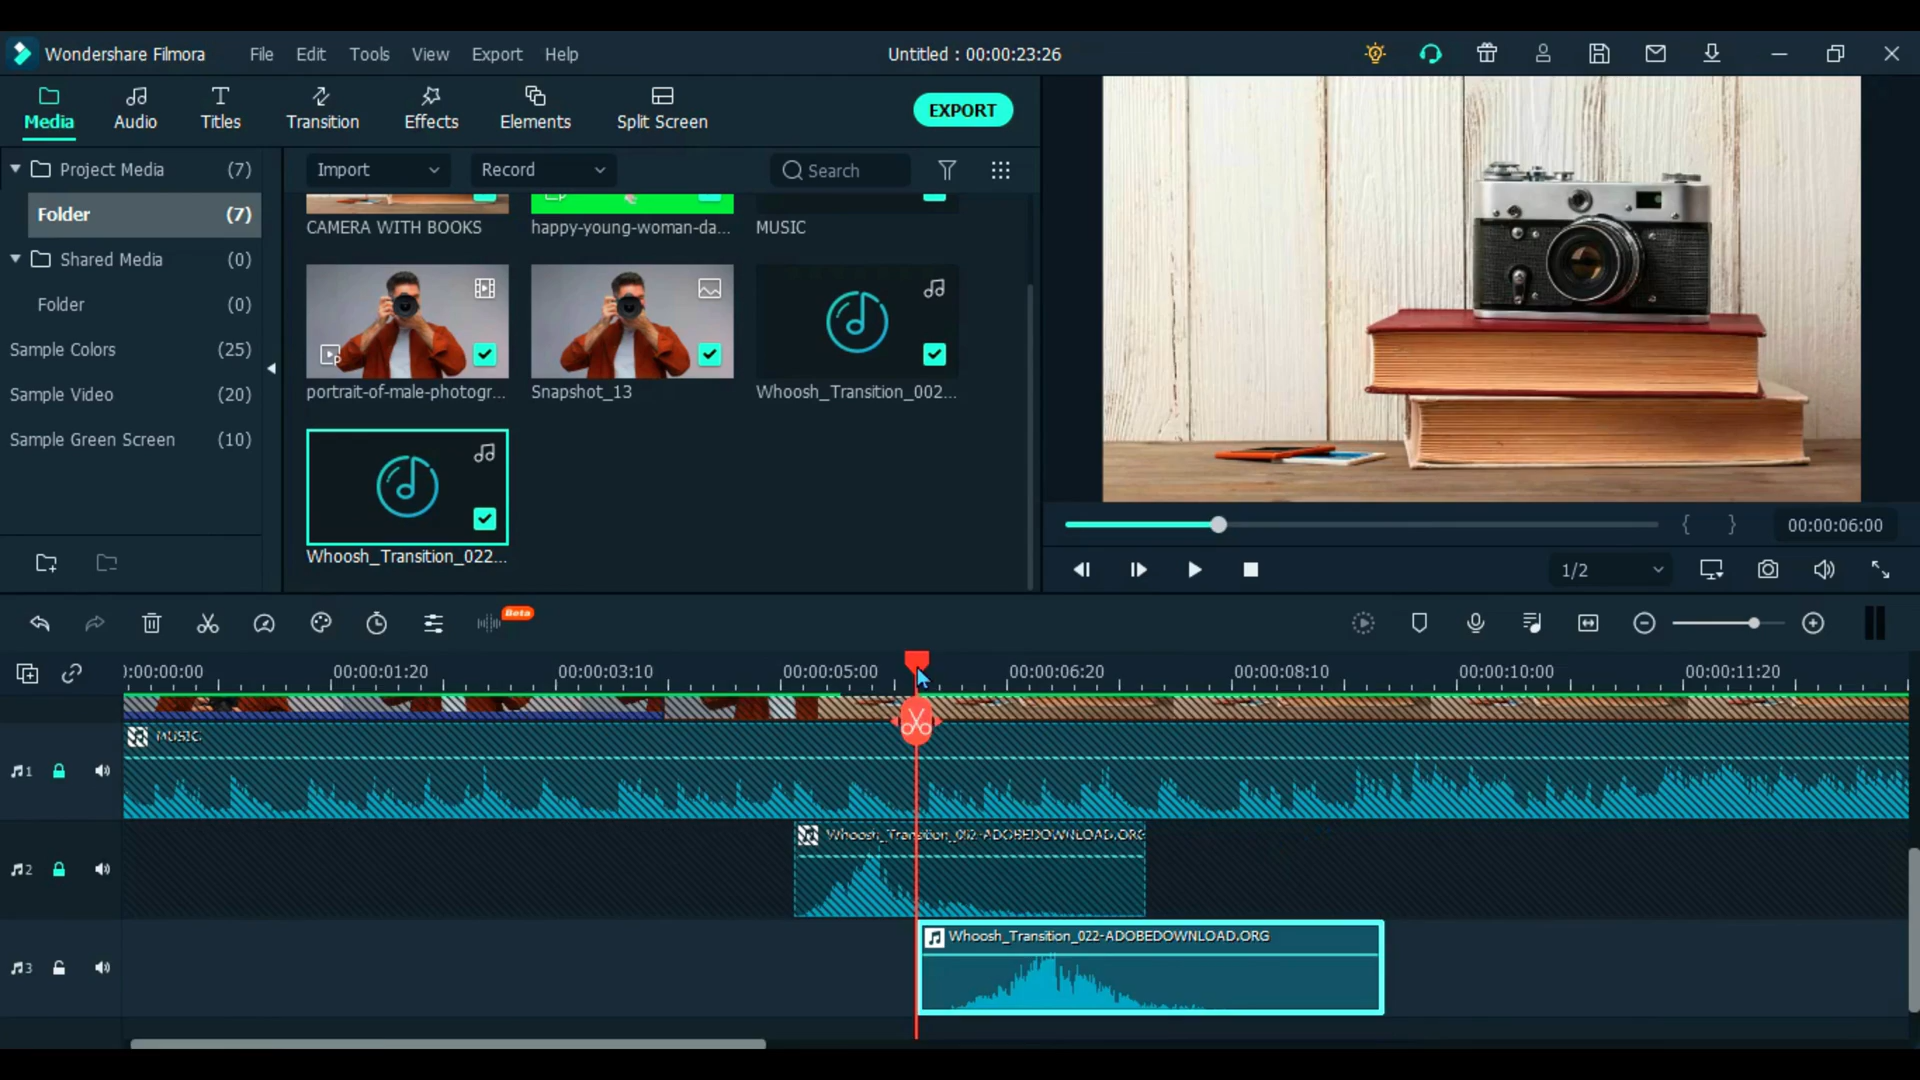 Wondershare Filmora File Edit Tools View Export Help Untitled : 00:00:23:26
Media Audio Titles Transition Effects Elements Split Screen EXPORT
Project Media (7)
Import Record Search
Folder (7)
CAMERA WITH BOOKS happy-young-woman-da... MUSIC
Shared Media (0)
Folder (0)
Sample Colors (25)
Sample Video (20)
portrait-of-male-photogr... Snapshot_13 Whoosh_Transition_002...
Sample Green Screen (10)
00:00:06:00
Whoosh_Transition_022...
1/2
Beta
:00:00:00 00:00:01:20 00:00:03:10 00:00:05:00 00:00:06:20 00:00:08:10 00:00:10:00 00:00:11:20
MUSIC
1
Whoosh_Transition_002-ADOBEDOWNLOAD.ORG
2
Whoosh_Transition_022-ADOBEDOWNLOAD.ORG
3